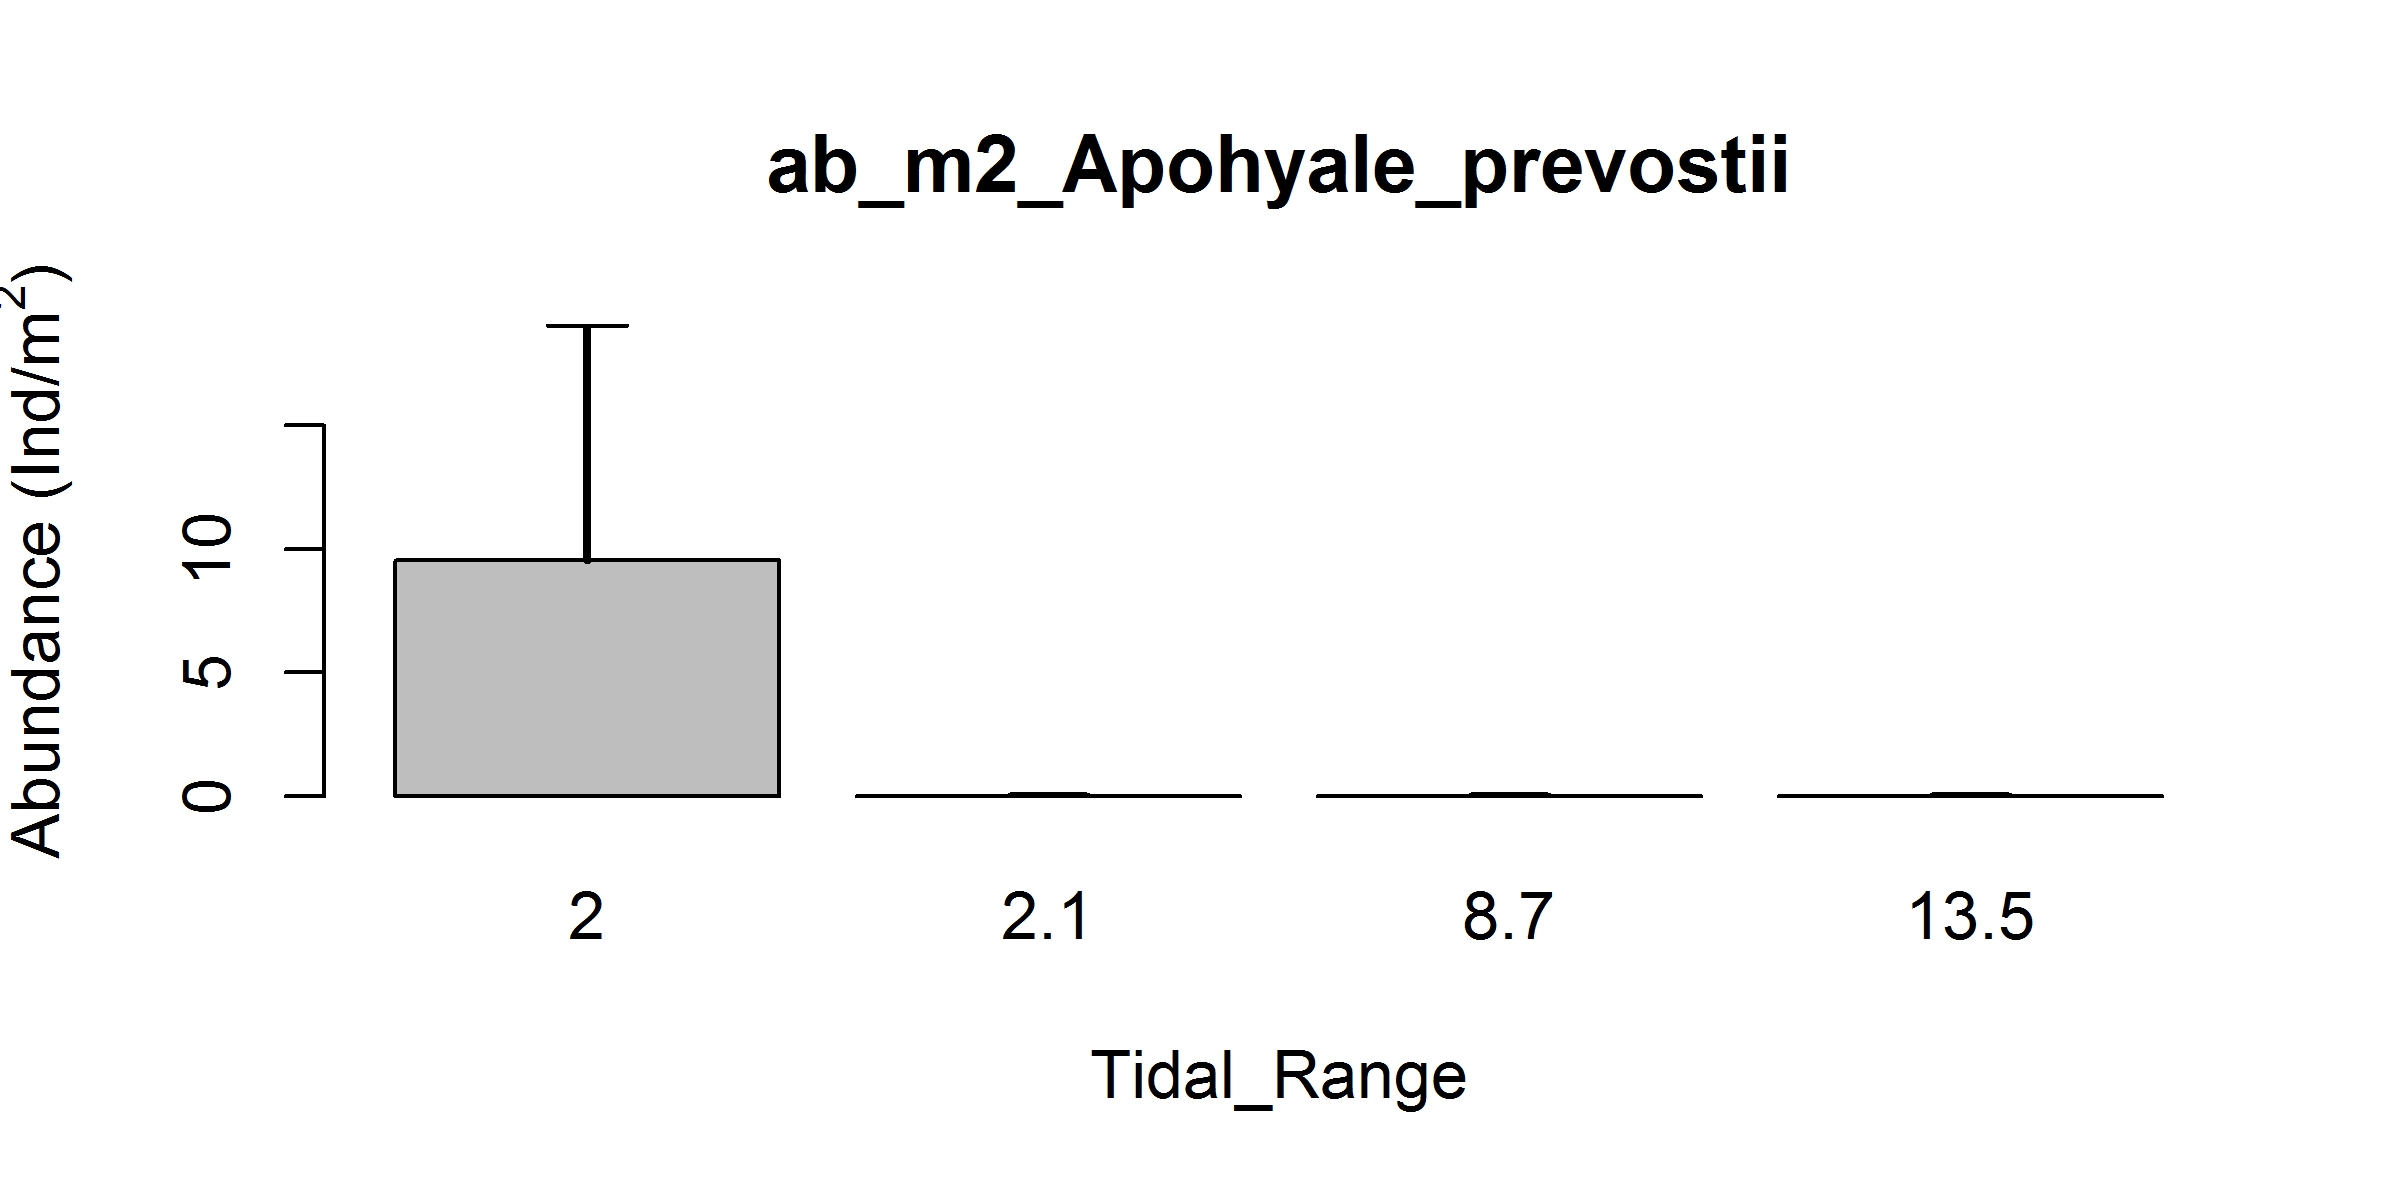 ab_m2_Apohyale_prevostii
Abundance (Ind/m²)
10
5
0
2 2.1 8.7 13.5
Tidal_Range